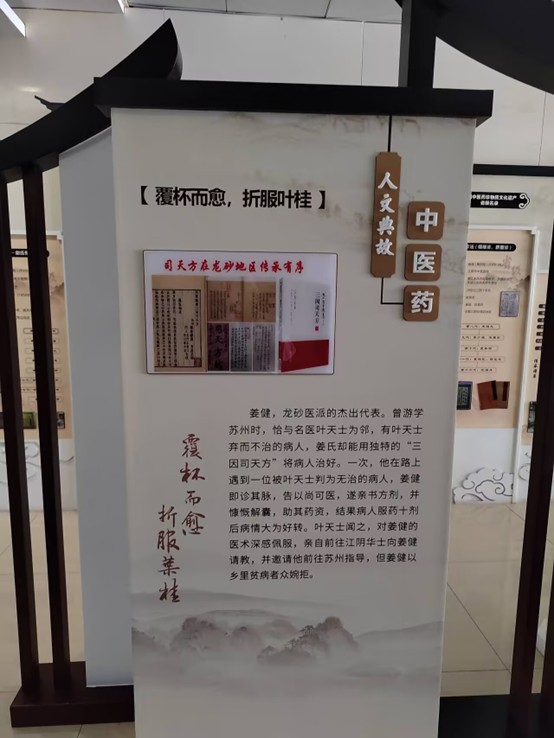 【 覆杯而愈，折服叶桂 】
人文典故
中医药
司天方在龙砂地区传承有序
三因司天方
姜健，龙砂医派的杰出代表。曾游学
苏州时，恰与名医叶天士为邻，有叶天士
弃而不治的病人，姜氏却能用独特的“三
因司天方”将病人治好。一次，他在路上
遇到一位被叶天士判为无治的病人，姜健
即诊其脉，告以尚可医，遂亲书方剂，并
慷慨解囊，助其药资，结果病人服药十剂
后病情大为好转。叶天士闻之，对姜健的
医术深感佩服，亲自前往江阴华士向姜健
请教，并邀请他前往苏州指导，但姜健以
乡里贫病者众婉拒。
覆杯而愈
折服葉桂